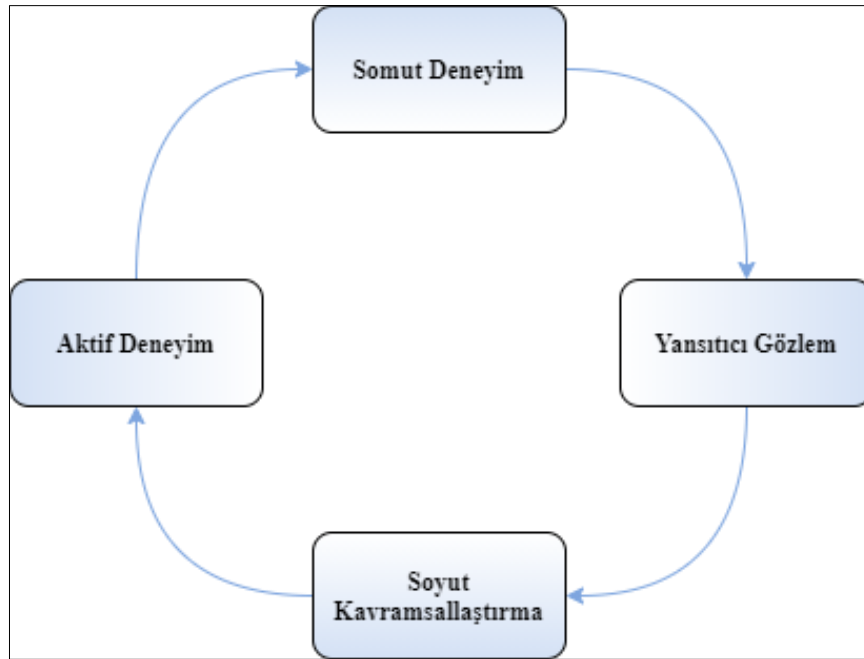 Somut Deneyim
Aktif Deneyim
Yansıtıcı Gözlem
Soyut
Kavramsallaştırma